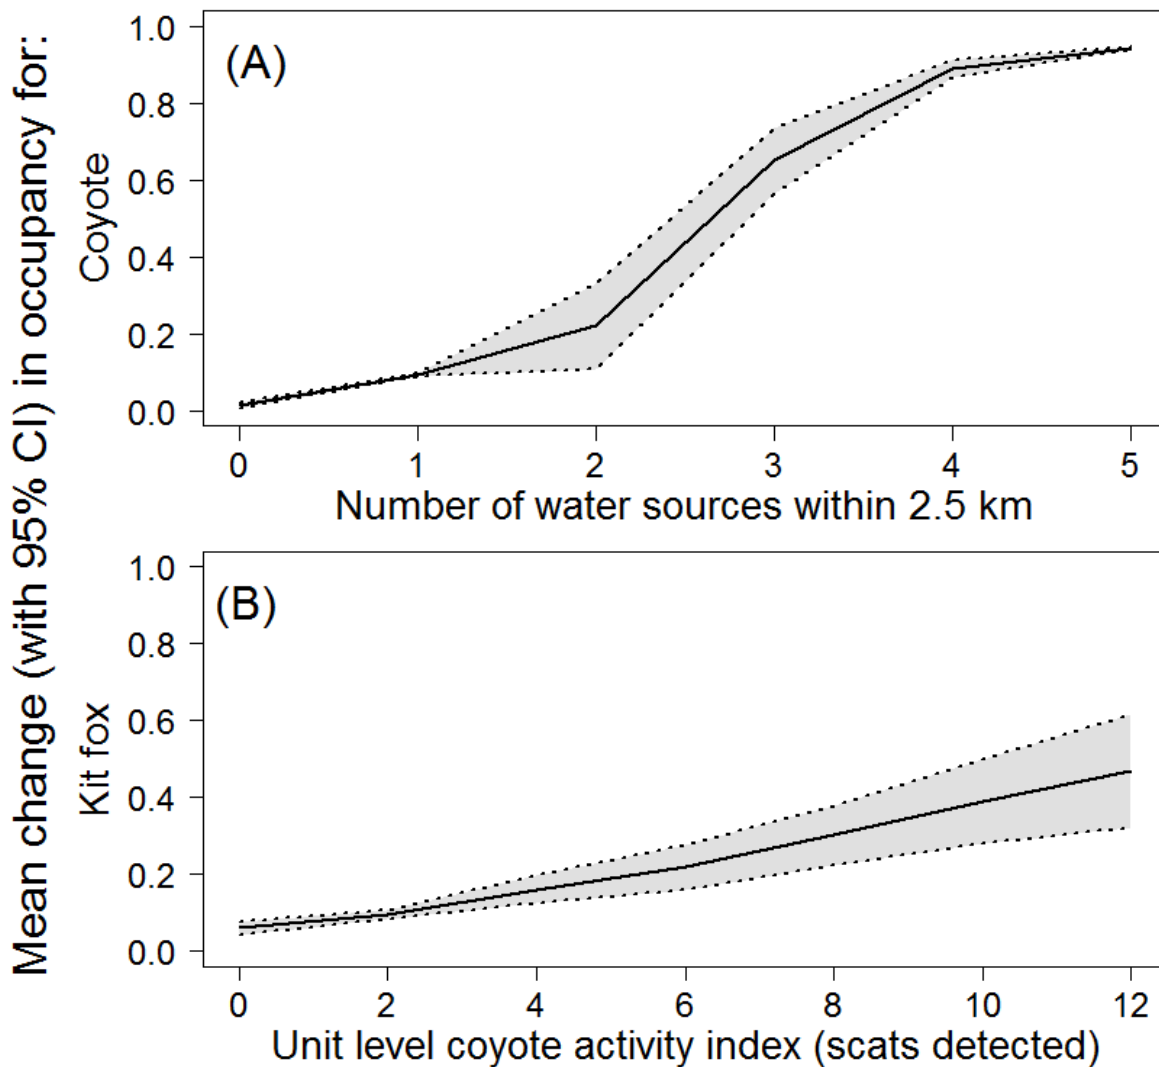 Mean change (with 95% CI) in occupancy for:
Coyote
(A)
1.0
0.8
0.6
0.4
0.2
0.0
0 1 2 3 4 5
Number of water sources within 2.5 km
Kit fox
(B)
1.0
0.8
0.6
0.4
0.2
0.0
0 2 4 6 8 10 12
Unit level coyote activity index (scats detected)